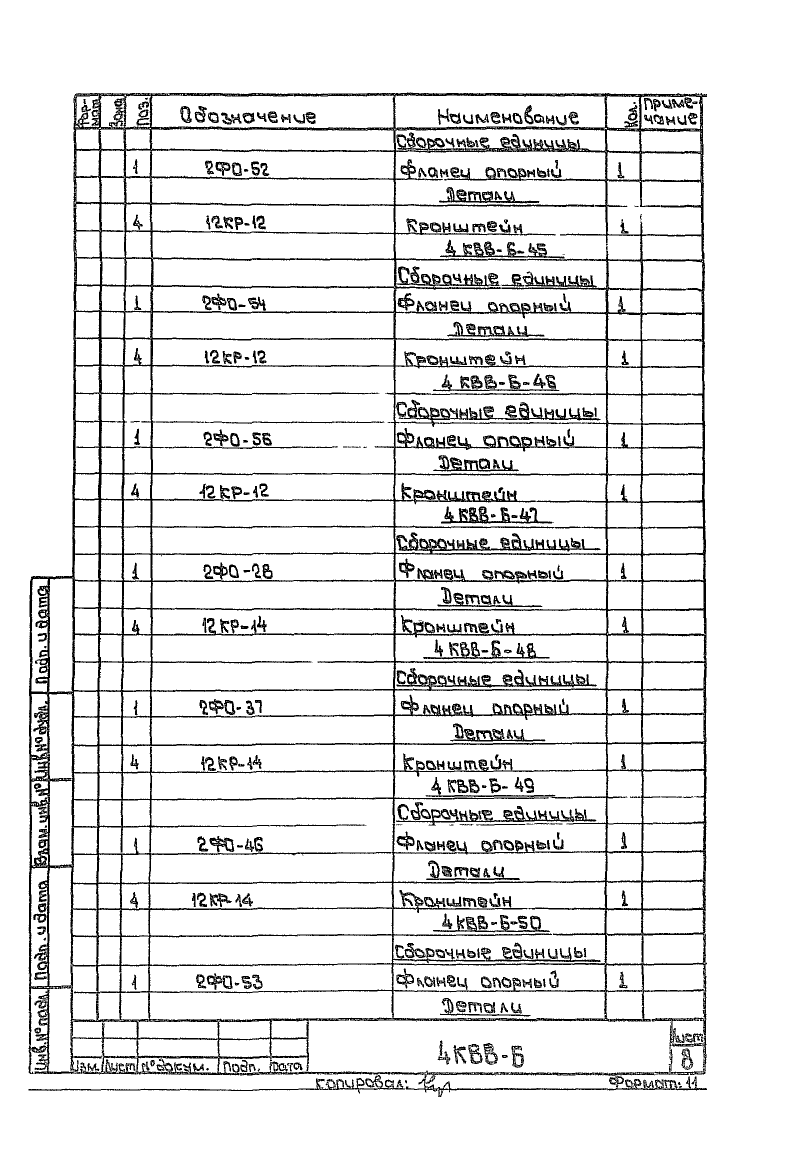 Фор-мат Зона Поз. Обозначение Наименование Кол. Приме-чание
Сборочные единицы
1 2ФО-52 Фланец опорный 1
Детали
4 12КР-12 Кронштейн 1
4 КВВ-Б-45
Сборочные единицы
1 2ФО-54 Фланец опорный 1
Детали
4 12КР-12 Кронштейн 1
4 КВВ-Б-46
Сборочные единицы
1 2ФО-56 Фланец опорный 1
Детали
4 12КР-12 Кронштейн 1
4 КВВ-Б-47
Сборочные единицы
1 2ФО-28 Фланец опорный 1
Детали
4 12КР-14 Кронштейн 1
4 КВВ-Б-48
Сборочные единицы
1 2ФО-37 Фланец опорный 1
Детали
4 12КР-14 Кронштейн 1
4 КВВ-Б-49
Сборочные единицы
1 2ФО-46 Фланец опорный 1
Детали
4 12КР-14 Кронштейн 1
4КВВ-Б-50
Сборочные единицы
1 2ФО-53 Фланец опорный 1
Детали
Подп. и дата
Инв.№ дубл.
Взам. инв.№
Подп. и дата
Инв.№ подл.
4КВВ-Б
Лист
8
Изм. Лист №докум. Подп. Дата
Копировал:
Формат: 11